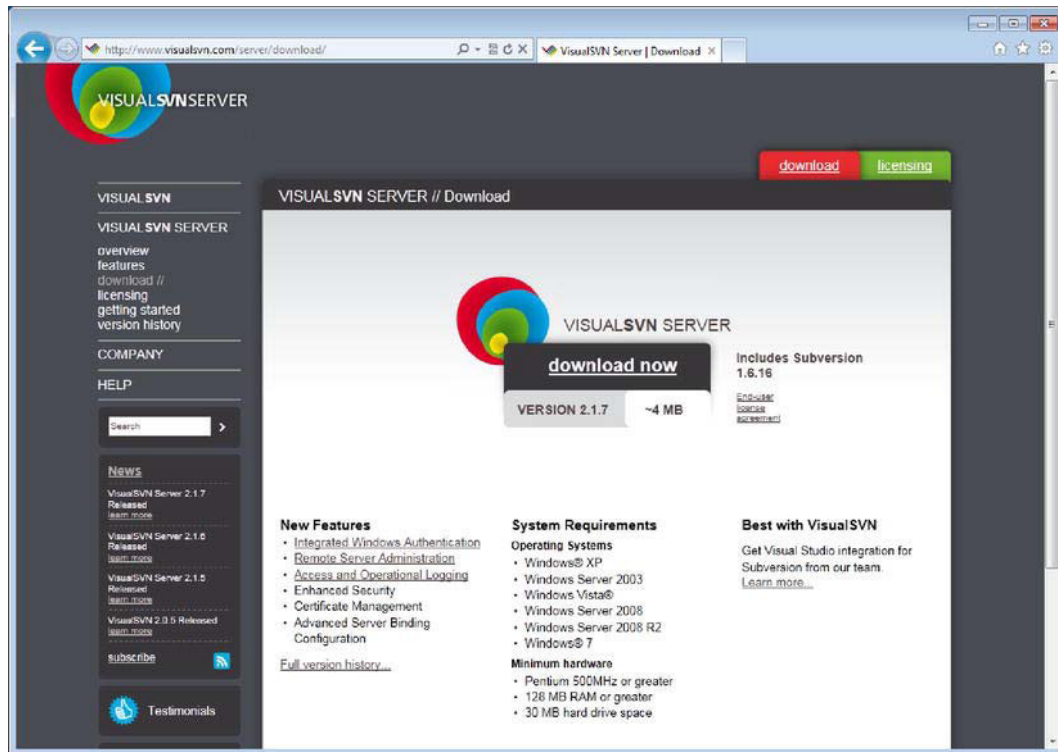 http://www.visualsvn.com/server/download/
VisualSVN Server | Download
VISUALSVNSERVER
download
licensing
VISUALSVN
VISUALSVN SERVER
overview
features
download //
licensing
getting started
version history
COMPANY
HELP
Search
News
VisualSVN Server 2.1.7
Released
learn more
VisualSVN Server 2.1.6
Released
learn more
VisualSVN Server 2.1.5
Released
learn more
VisualSVN 2.0.5 Released
learn more
subscribe
Testimonials
VISUALSVN SERVER // Download
VISUALSVN SERVER
download now
VERSION 2.1.7
~4 MB
Includes Subversion
1.6.16
End-user
license
agreement
New Features
• Integrated Windows Authentication
• Remote Server Administration
• Access and Operational Logging
• Enhanced Security
• Certificate Management
• Advanced Server Binding
Configuration
Full version history...
System Requirements
Operating Systems
• Windows® XP
• Windows Server 2003
• Windows Vista®
• Windows Server 2008
• Windows Server 2008 R2
• Windows® 7
Minimum hardware
• Pentium 500MHz or greater
• 128 MB RAM or greater
• 30 MB hard drive space
Best with VisualSVN
Get Visual Studio integration for
Subversion from our team.
Learn more...